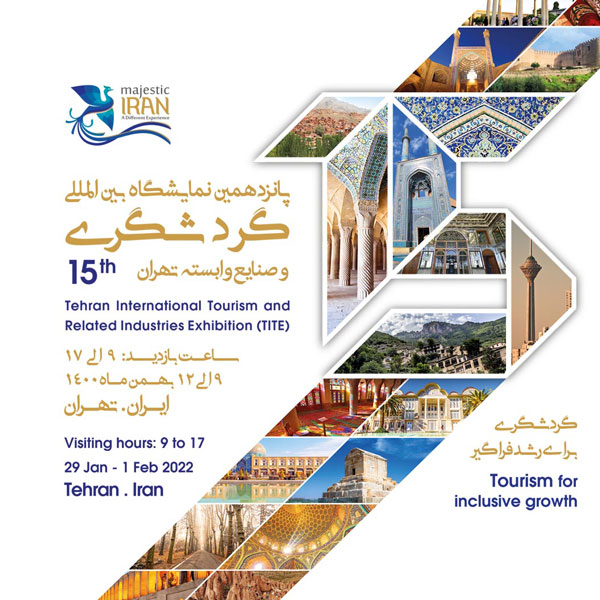 majestic
IRAN
A Different Experience
پانزدهمین نمایشگاه بین المللی
گردشگری
15th وصنایع وابسته تهران
Tehran International Tourism and
Related Industries Exhibition (TITE)
ساعت بازدید: ۹ الی ۱۷
۹ الی ۱۲ بهمن ماه ۱۴۰۰
ایران . تهران
Visiting hours: 9 to 17
29 Jan - 1 Feb 2022
Tehran . Iran
گردشگری
برای رشد فراگیر
Tourism for
inclusive growth